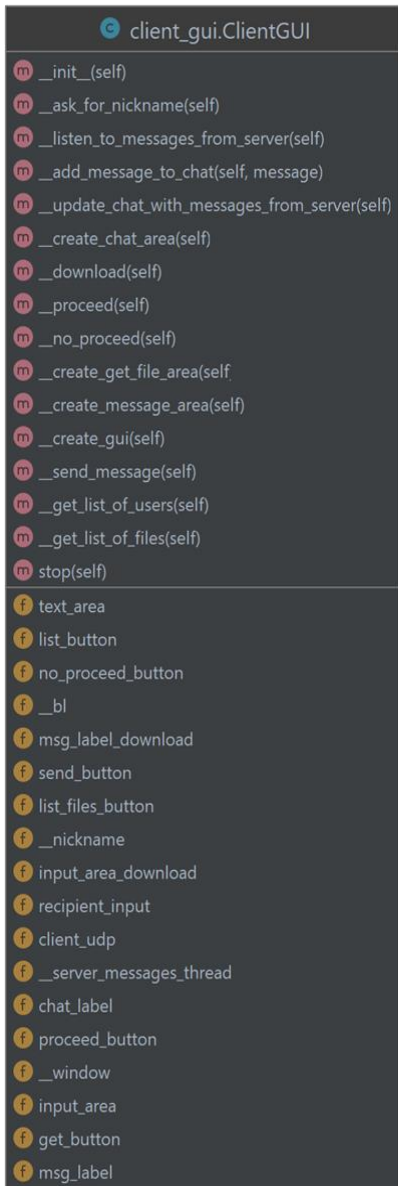 C client_gui.ClientGUI
m __init__(self)
m __ask_for_nickname(self)
m __listen_to_messages_from_server(self)
m __add_message_to_chat(self, message)
m __update_chat_with_messages_from_server(self)
m __create_chat_area(self)
m __download(self)
m __proceed(self)
m __no_proceed(self)
m __create_get_file_area(self
m __create_message_area(self)
m __create_gui(self)
m __send_message(self)
m __get_list_of_users(self)
m __get_list_of_files(self)
m stop(self)
f text_area
f list_button
f no_proceed_button
f __bl
f msg_label_download
f send_button
f list_files_button
f __nickname
f input_area_download
f recipient_input
f client_udp
f __server_messages_thread
f chat_label
f proceed_button
f __window
f input_area
f get_button
f msg_label